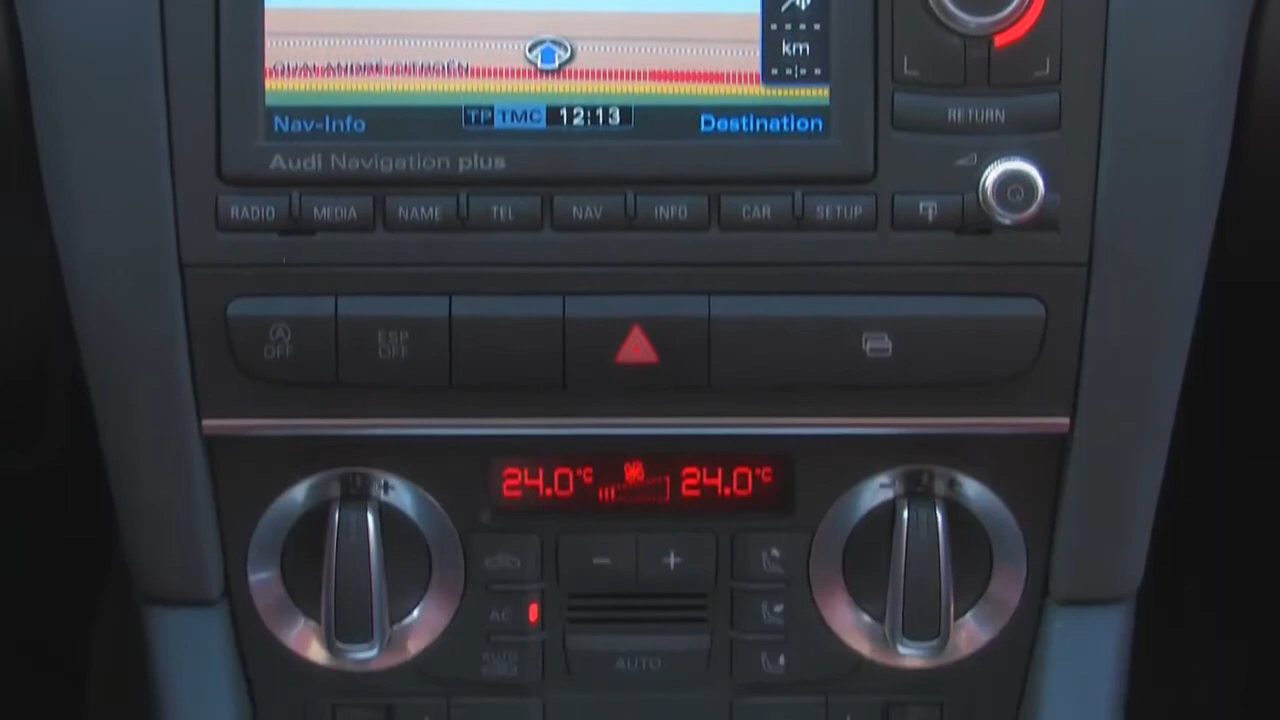 km
QUAI ANDRÉ CITROËN
Nav-Info TP TMC 12:13 Destination
RETURN
Audi Navigation plus
RADIO MEDIA NAME TEL NAV INFO CAR SETUP
A OFF ESP OFF
24.0°C 24.0°C
- +
AC
AUTO AUTO